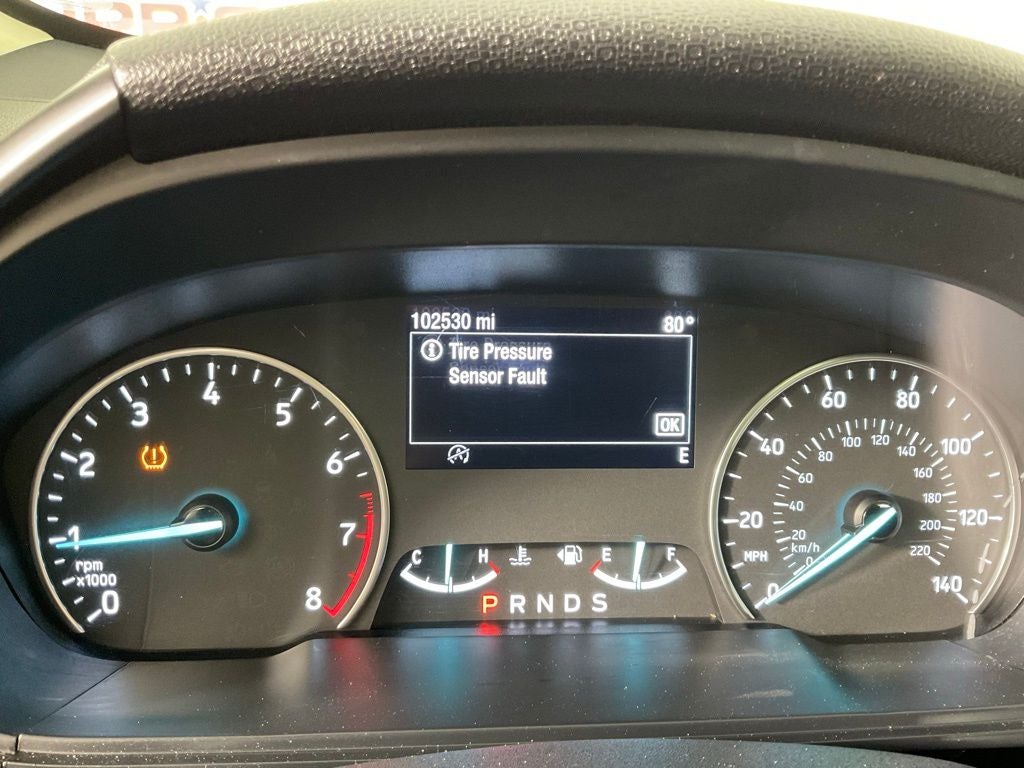 102530 mi 80°
Tire Pressure
Sensor Fault
OK
E
0 1 2 3 4 5 6 7 8
rpm
x1000
C H E F
P R N D S
0 20 40 60 80 100 120 140
MPH
0 20 40 60 80 100 120 140 160 180 200 220
km/h